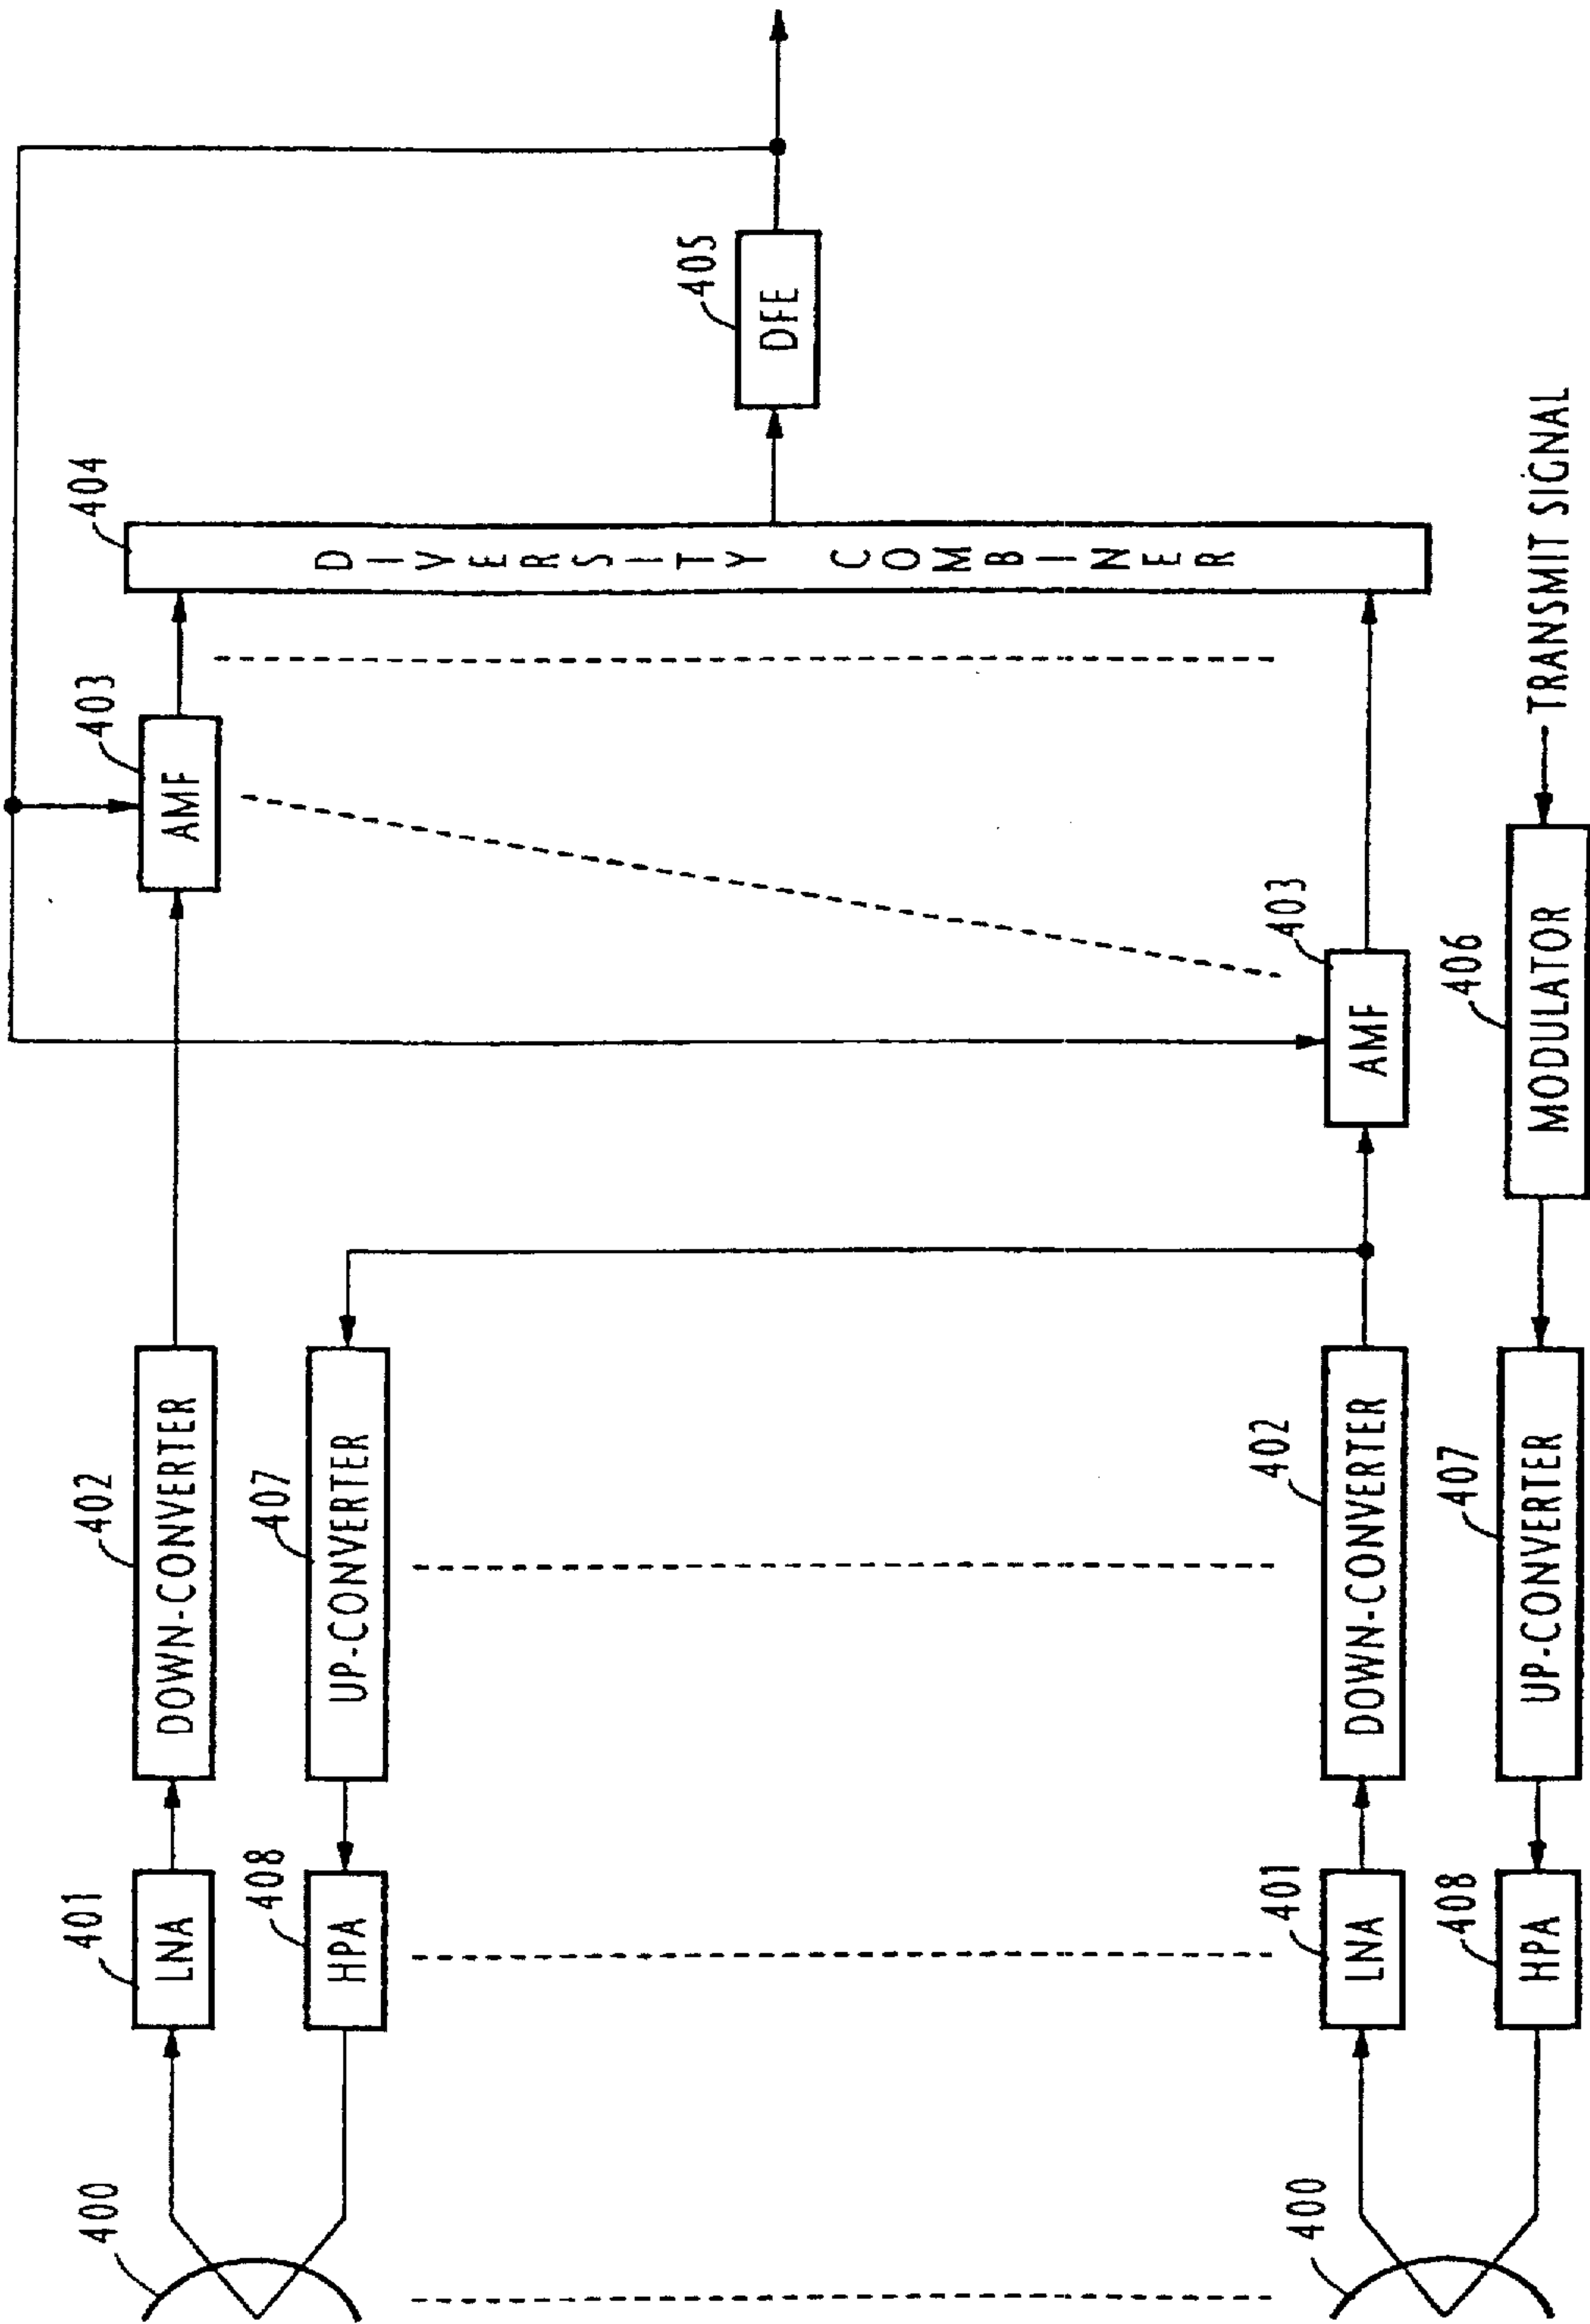 404
403
402
401
400
LNA
DOWN-CONVERTER
AMF
DIVERSITY COMBINER
408
407
HPA
UP-CONVERTER
405
DFE
401
402
403
400
LNA
DOWN-CONVERTER
AMF
408
407
406
HPA
UP-CONVERTER
MODULATOR
TRANSMIT SIGNAL